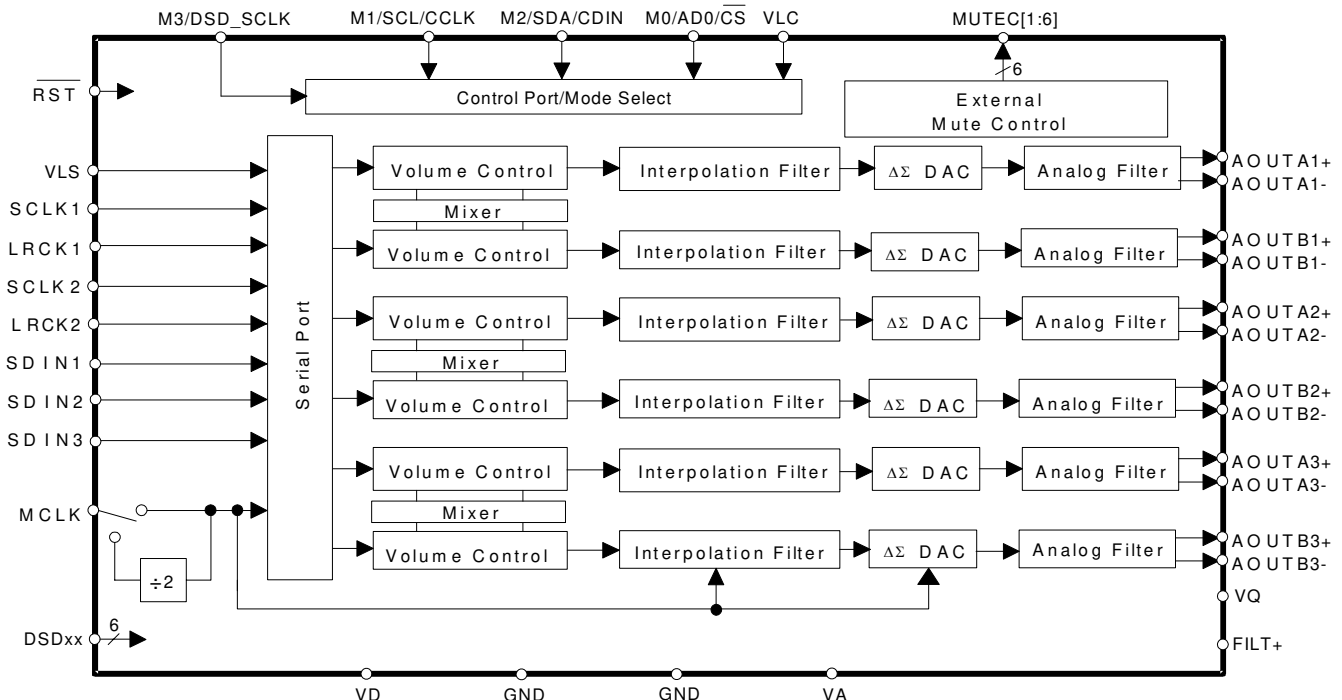 M3/DSD_SCLK M1/SCL/CCLK M2/SDA/CDIN M0/AD0/CS VLC MUTEC[1:6]
6
RST
Control Port/Mode Select
External
Mute Control
VLS
Volume Control Interpolation Filter ΔΣ DAC Analog Filter
AOUTA1+
AOUTA1-
SCLK1
Mixer
LRCK1
Volume Control Interpolation Filter ΔΣ DAC Analog Filter
AOUTB1+
AOUTB1-
SCLK2
LRCK2
Serial Port
Volume Control Interpolation Filter ΔΣ DAC Analog Filter
AOUTA2+
AOUTA2-
SDIN1
Mixer
SDIN2
Volume Control Interpolation Filter ΔΣ DAC Analog Filter
AOUTB2+
AOUTB2-
SDIN3
Volume Control Interpolation Filter ΔΣ DAC Analog Filter
AOUTA3+
AOUTA3-
MCLK
Mixer
Volume Control Interpolation Filter ΔΣ DAC Analog Filter
AOUTB3+
AOUTB3-
÷2
VQ
DSDxx
6
FILT+
VD GND GND VA